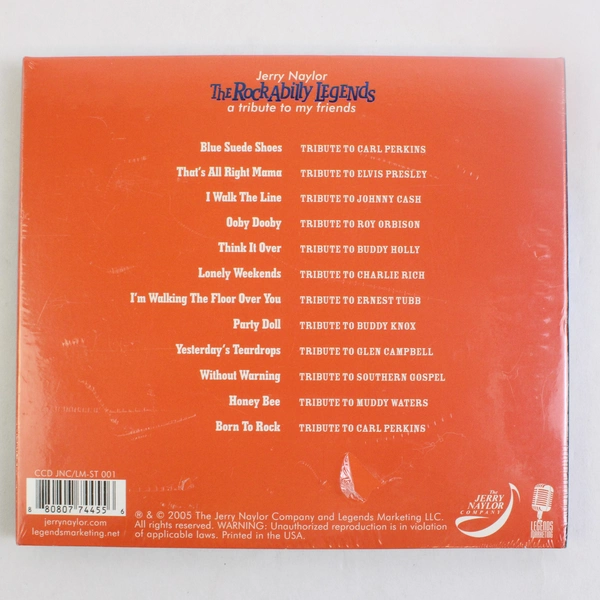 Jerry Naylor
The Rockabilly Legends
a tribute to my friends
Blue Suede Shoes TRIBUTE TO CARL PERKINS
That's All Right Mama TRIBUTE TO ELVIS PRESLEY
I Walk The Line TRIBUTE TO JOHNNY CASH
Ooby Dooby TRIBUTE TO ROY ORBISON
Think It Over TRIBUTE TO BUDDY HOLLY
Lonely Weekends TRIBUTE TO CHARLIE RICH
I'm Walking The Floor Over You TRIBUTE TO ERNEST TUBB
Party Doll TRIBUTE TO BUDDY KNOX
Yesterday's Teardrops TRIBUTE TO GLEN CAMPBELL
Without Warning TRIBUTE TO SOUTHERN GOSPEL
Honey Bee TRIBUTE TO MUDDY WATERS
Born To Rock TRIBUTE TO CARL PERKINS
CCD JNC/LM-ST 001
8 80807 74455 6
jerrynaylor.com
legendsmarketing.net
® & © 2005 The Jerry Naylor Company and Legends Marketing LLC.
All rights reserved. WARNING: Unauthorized reproduction is in violation
of applicable laws. Printed in the USA.
The
JERRY
NAYLOR
COMPANY
LEGENDS
MARKETING